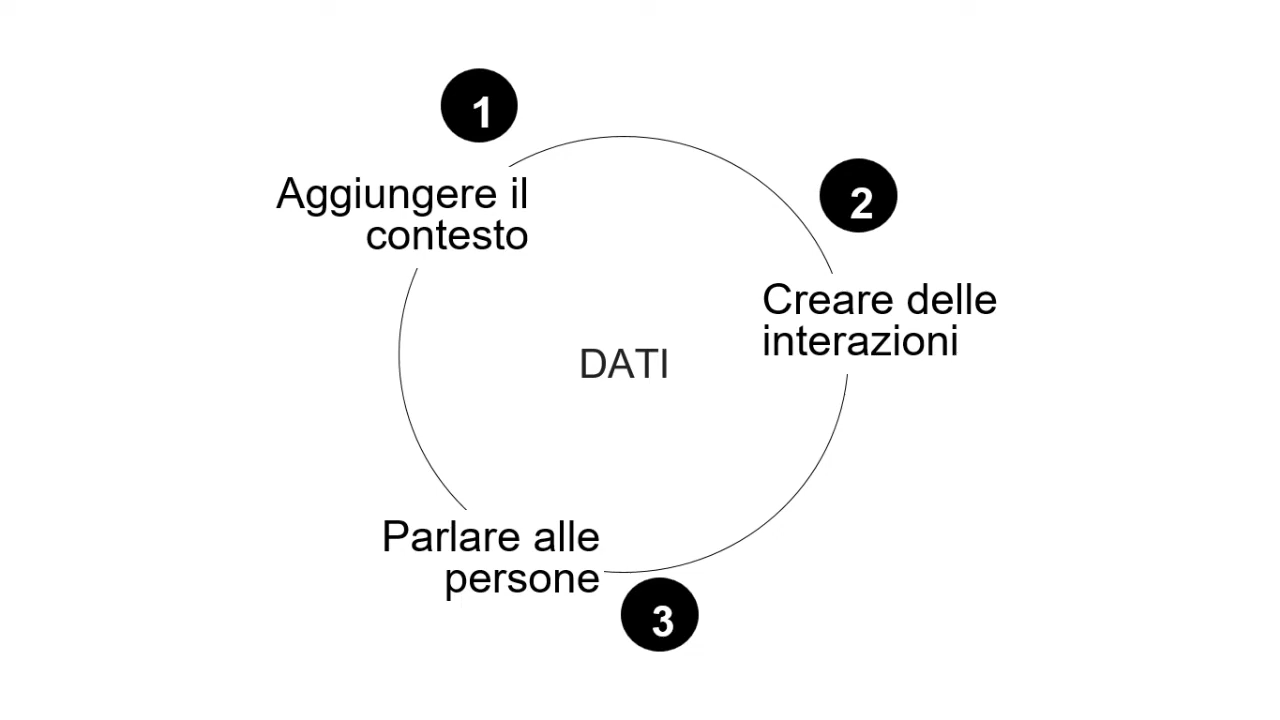 1
Aggiungere il
contesto
2
Creare delle
interazioni
DATI
Parlare alle
persone
3